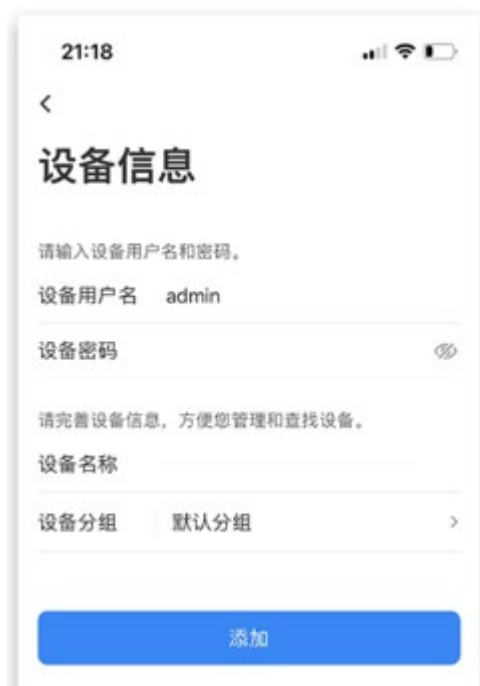 21:18
设备信息
请输入设备用户名和密码。
设备用户名 admin
设备密码
请完善设备信息，方便您管理和查找设备。
设备名称
设备分组 默认分组
添加